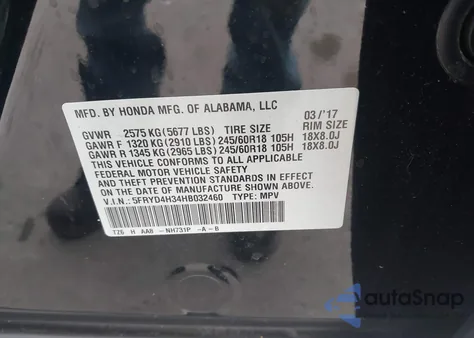 MFD. BY HONDA MFG. OF ALABAMA, LLC
03 / '17
GVWR 2575 KG (5677 LBS) TIRE SIZE RIM SIZE
GAWR F 1320 KG (2910 LBS) 245/60R18 105H 18X8.0J
GAWR R 1345 KG (2965 LBS) 245/60R18 105H 18X8.0J
THIS VEHICLE CONFORMS TO ALL APPLICABLE
FEDERAL MOTOR VEHICLE SAFETY
AND THEFT PREVENTION STANDARDS IN EFFECT
ON THE DATE OF MANUFACTURE SHOWN ABOVE.
V.I.N.: 5FRYD4H34HB032460 TYPE: MPV
TZ6 H AAB - NH731P -A-B
autoSnap